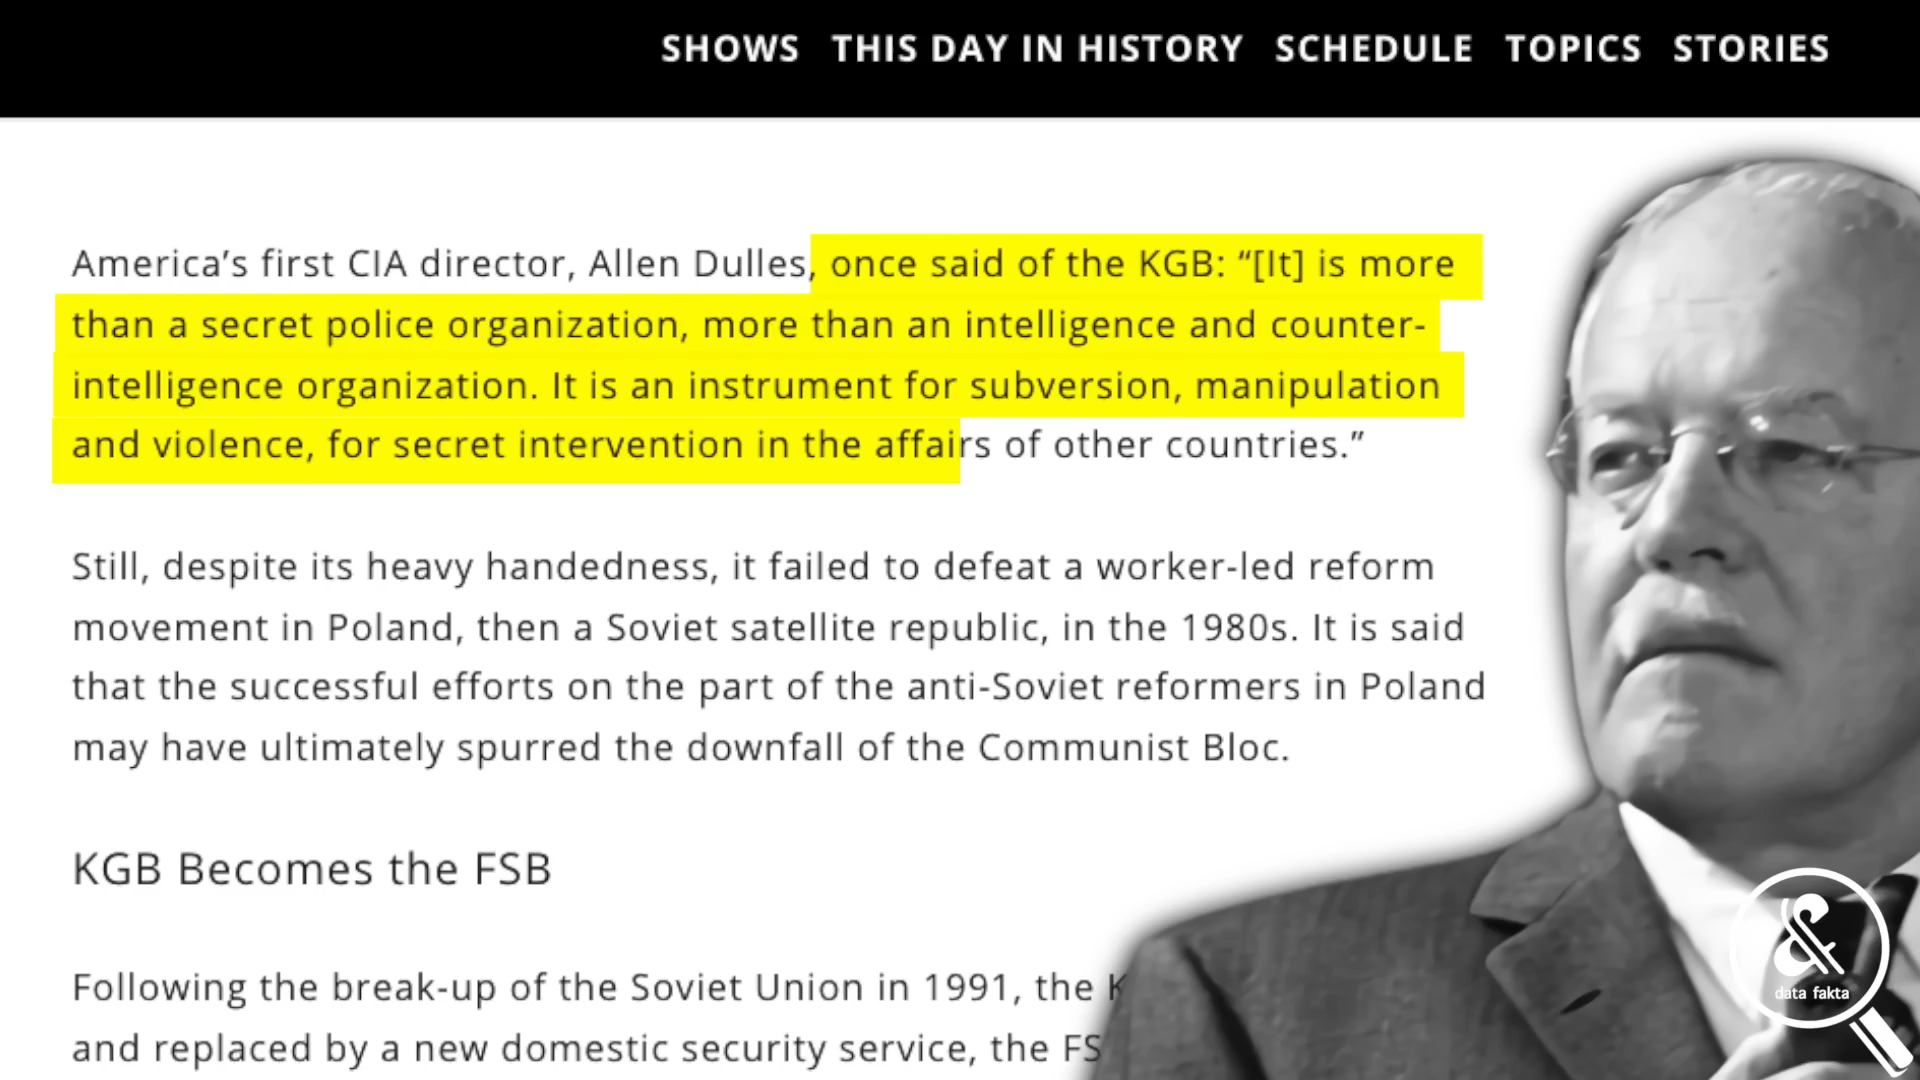 SHOWS THIS DAY IN HISTORY SCHEDULE TOPICS STORIES
America’s first CIA director, Allen Dulles, once said of the KGB: “[It] is more
than a secret police organization, more than an intelligence and counter-
intelligence organization. It is an instrument for subversion, manipulation
and violence, for secret intervention in the affairs of other countries.”
Still, despite its heavy handedness, it failed to defeat a worker-led reform
movement in Poland, then a Soviet satellite republic, in the 1980s. It is said
that the successful efforts on the part of the anti-Soviet reformers in Poland
may have ultimately spurred the downfall of the Communist Bloc.
KGB Becomes the FSB
Following the break-up of the Soviet Union in 1991, the K
and replaced by a new domestic security service, the FS
&
data fakta